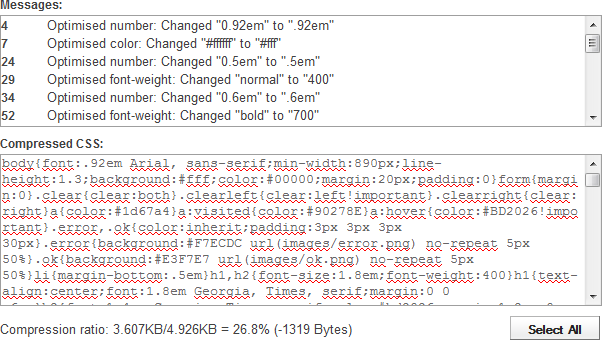 Messages:
4 Optimised number: Changed "0.92em" to ".92em"
7 Optimised color: Changed "#ffffff" to "#fff"
24 Optimised number: Changed "0.5em" to ".5em"
29 Optimised font-weight: Changed "normal" to "400"
34 Optimised number: Changed "0.6em" to ".6em"
52 Optimised font-weight: Changed "bold" to "700"
Compressed CSS:
body{font:.92em Arial, sans-serif;min-width:890px;line-
height:1.3;background:#fff;color:#00000;margin:20px;padding:0}form{margi
n:0}.clear{clear:both}.clearleft{clear:left!important}.clearright{clear:
right}a{color:#1d67a4}a:visited{color:#90278E}a:hover{color:#BD2026!impo
rtant}.error,.ok{color:inherit;padding:3px 3px 3px
30px}.error{background:#F7ECDC url(images/error.png) no-repeat 5px
50%}.ok{background:#E3F7E7 url(images/ok.png) no-repeat 5px
50%}li{margin-bottom:.5em}h1,h2{font-size:1.8em;font-weight:400}h1{text-
align:center;font:1.8em Georgia, Times, serif;margin:0 0
Compression ratio: 3.607KB/4.926KB = 26.8% (-1319 Bytes)
Select All